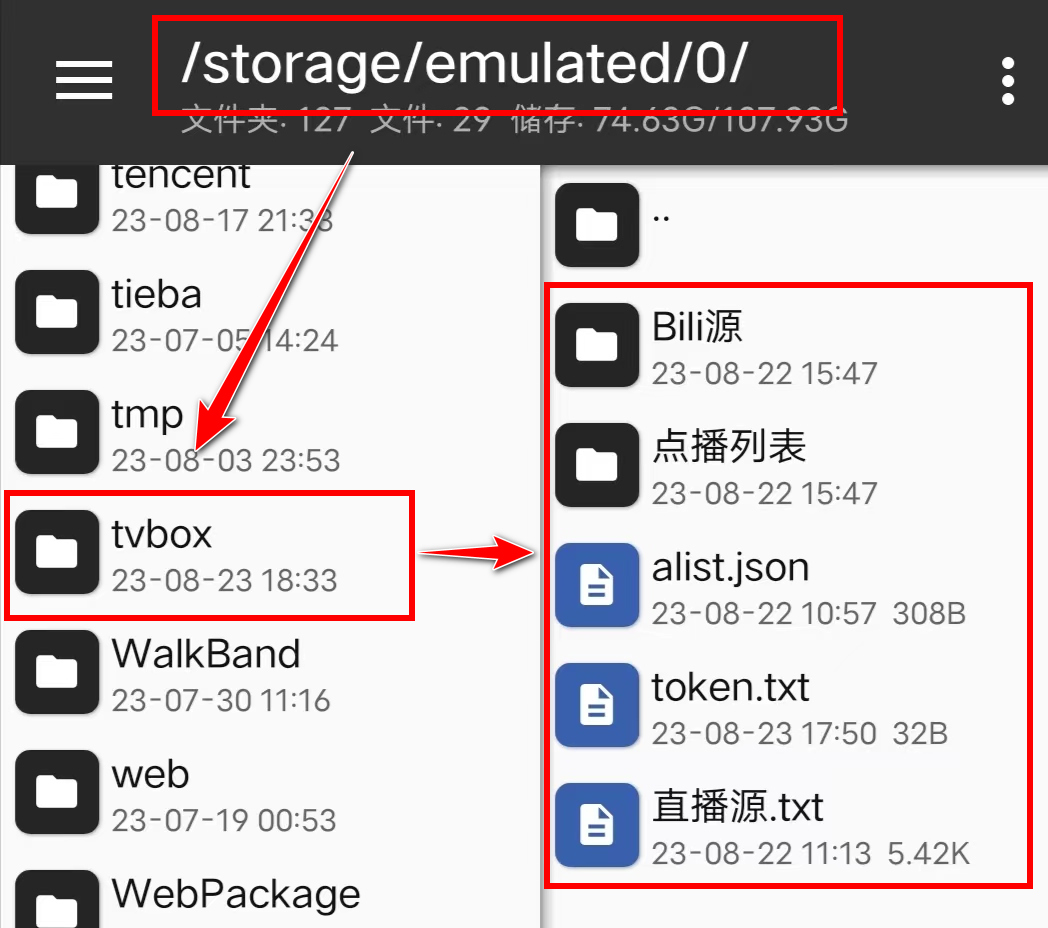 /storage/emulated/0/
文件夹: 127 文件: 29 储存: 74.63G/107.93G
tencent
23-08-17 21:38
tieba
23-07-05 14:24
tmp
23-08-03 23:53
tvbox
23-08-23 18:33
WalkBand
23-07-30 11:16
web
23-07-19 00:53
WebPackage
..
Bili源
23-08-22 15:47
点播列表
23-08-22 15:47
alist.json
23-08-22 10:57 308B
token.txt
23-08-23 17:50 32B
直播源.txt
23-08-22 11:13 5.42K